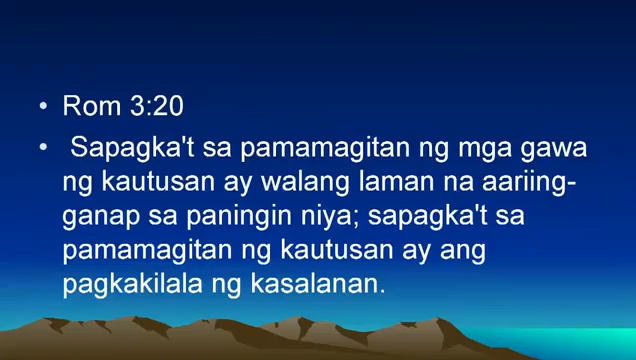 • Rom 3:20
• Sapagka't sa pamamagitan ng mga gawa
ng kautusan ay walang laman na aariing-
ganap sa paningin niya; sapagka't sa
pamamagitan ng kautusan ay ang
pagkakilala ng kasalanan.